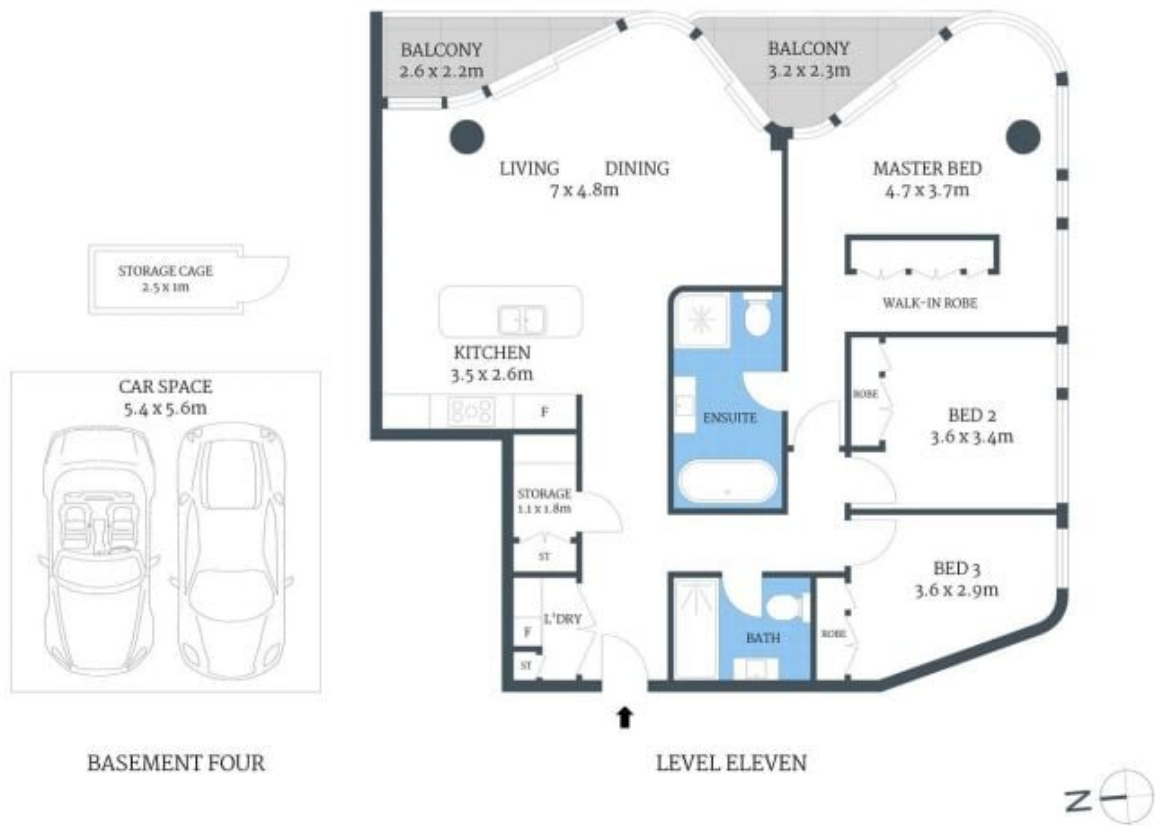 BALCONY
2.6 x 2.2m
BALCONY
3.2 x 2.3m
LIVING DINING
7 x 4.8m
MASTER BED
4.7 x 3.7m
STORAGE CAGE
2.5 x 1m
WALK-IN ROBE
KITCHEN
3.5 x 2.6m
CAR SPACE
5.4 x 5.6m
F
ENSUITE
ROBE
BED 2
3.6 x 3.4m
STORAGE
1.1 x 1.8m
ST
BED 3
3.6 x 2.9m
L'DRY
F
BATH
ROBE
ST
BASEMENT FOUR
LEVEL ELEVEN
N